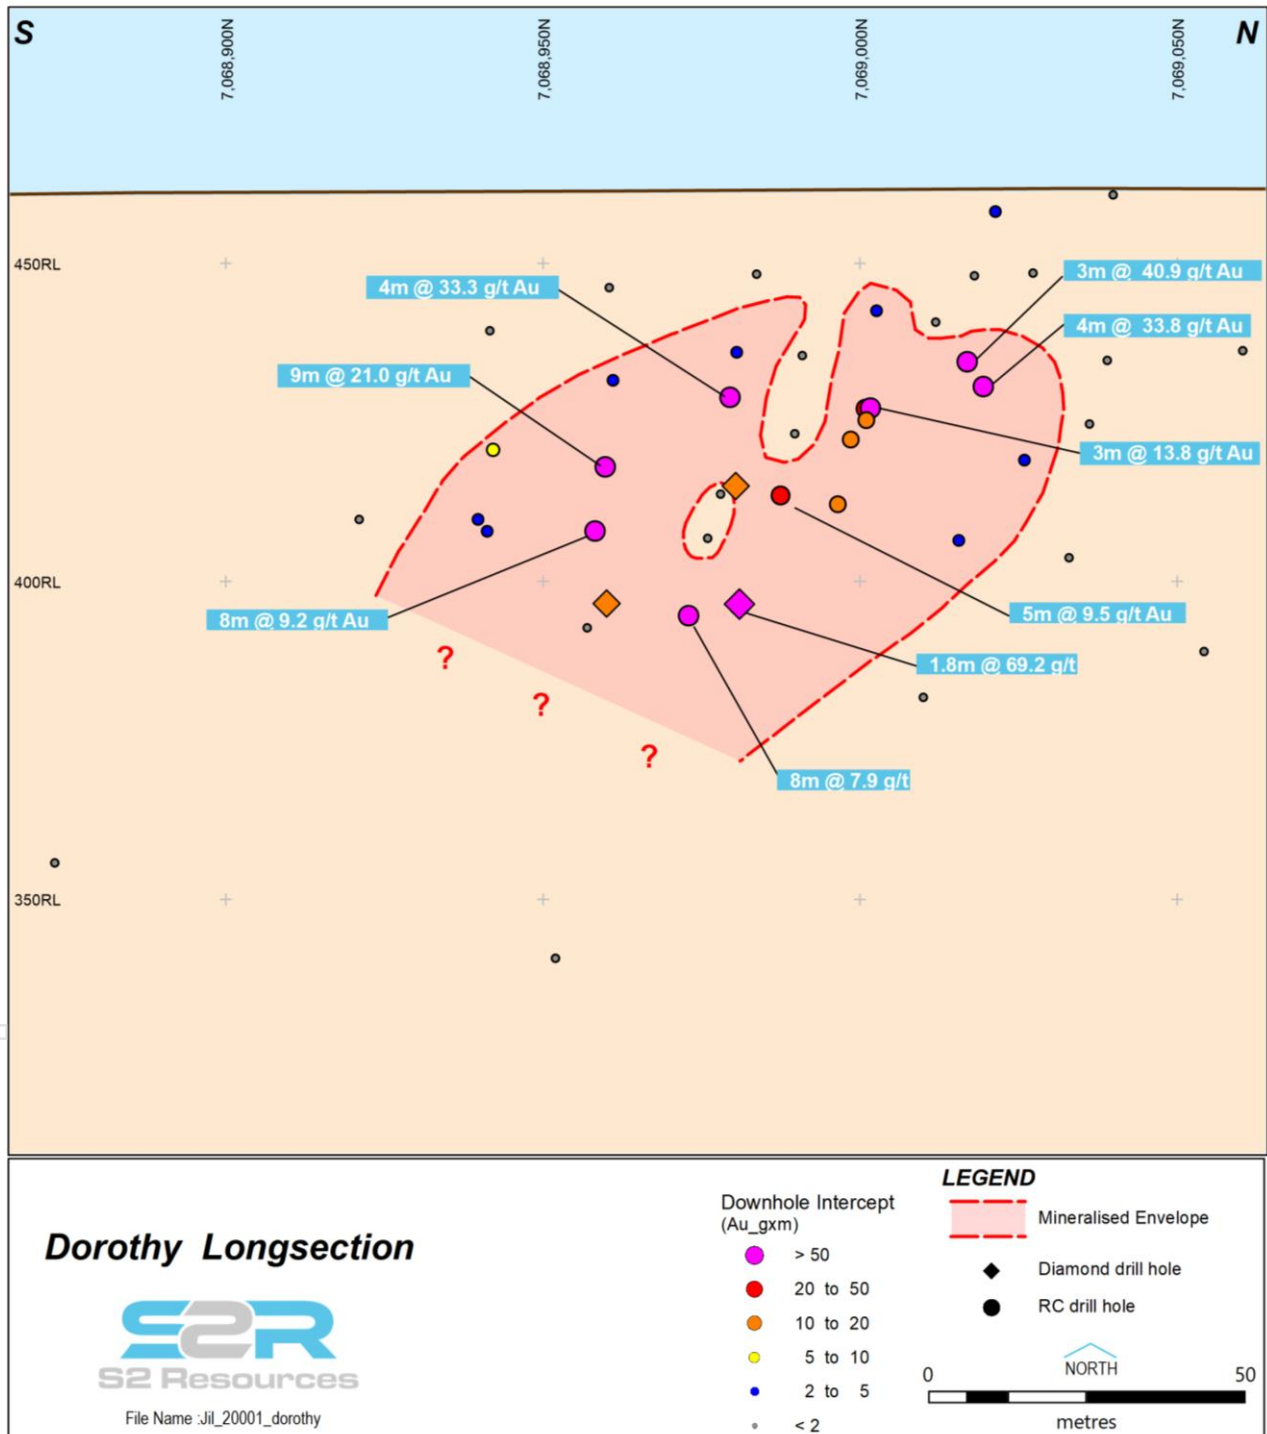 S
7,068,900N
7,068,950N
7,069,000N
7,069,050N
N
450RL
4m @ 33.3 g/t Au
3m @  40.9 g/t Au
4m @  33.8 g/t Au
9m @ 21.0 g/t Au
3m @ 13.8 g/t Au
400RL
8m @ 9.2 g/t Au
5m @ 9.5 g/t Au
?
1.8m @ 69.2 g/t
?
?
8m @ 7.9 g/t
350RL
Dorothy  Longsection
S2R
S2 Resources
File Name :Jil_20001_dorothy
Downhole Intercept
(Au_gxm)
> 50
20 to 50
10 to 20
5 to 10
2 to 5
< 2
LEGEND
Mineralised Envelope
Diamond drill hole
RC drill hole
NORTH
0 50
metres